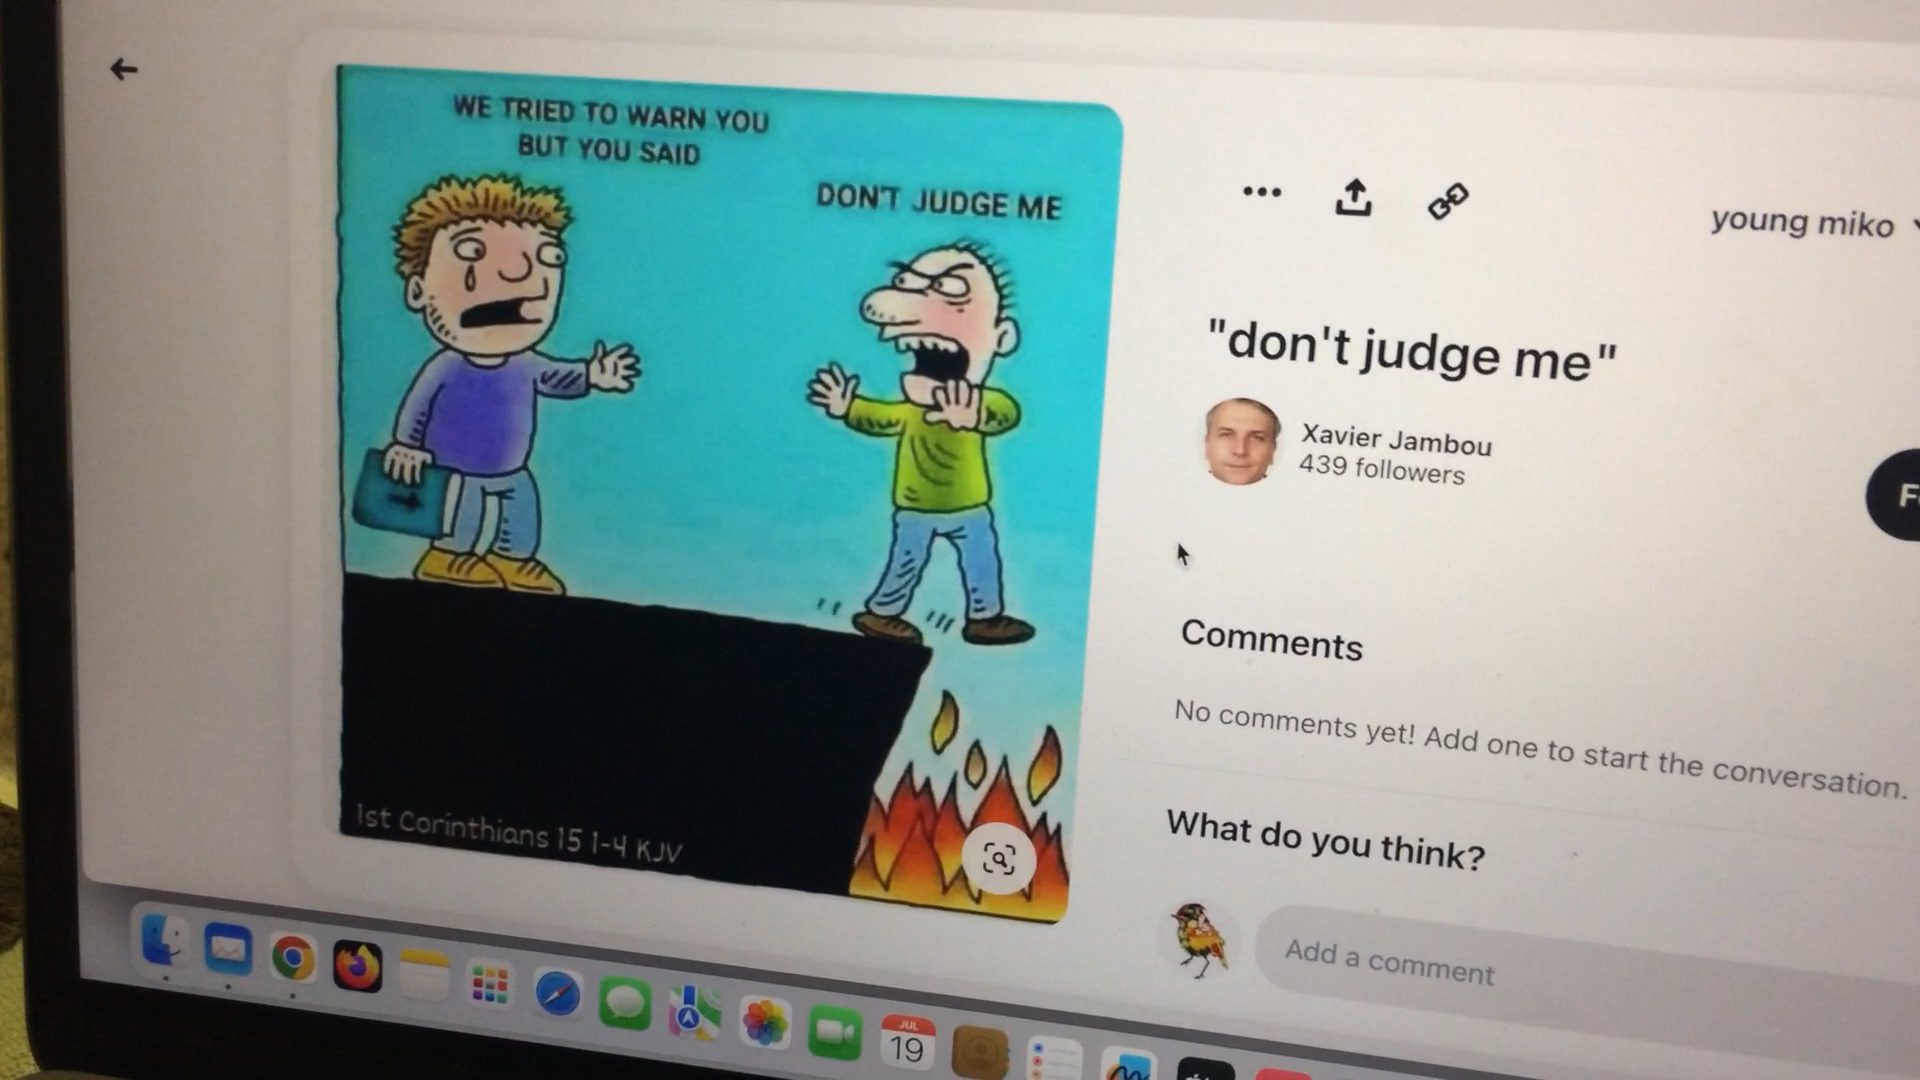 WE TRIED TO WARN YOU
BUT YOU SAID
DON'T JUDGE ME
1st Corinthians 15 1-4 KJV
young miko
"don't judge me"
Xavier Jambou
439 followers
Comments
No comments yet! Add one to start the conversation.
What do you think?
Add a comment
JUL
19